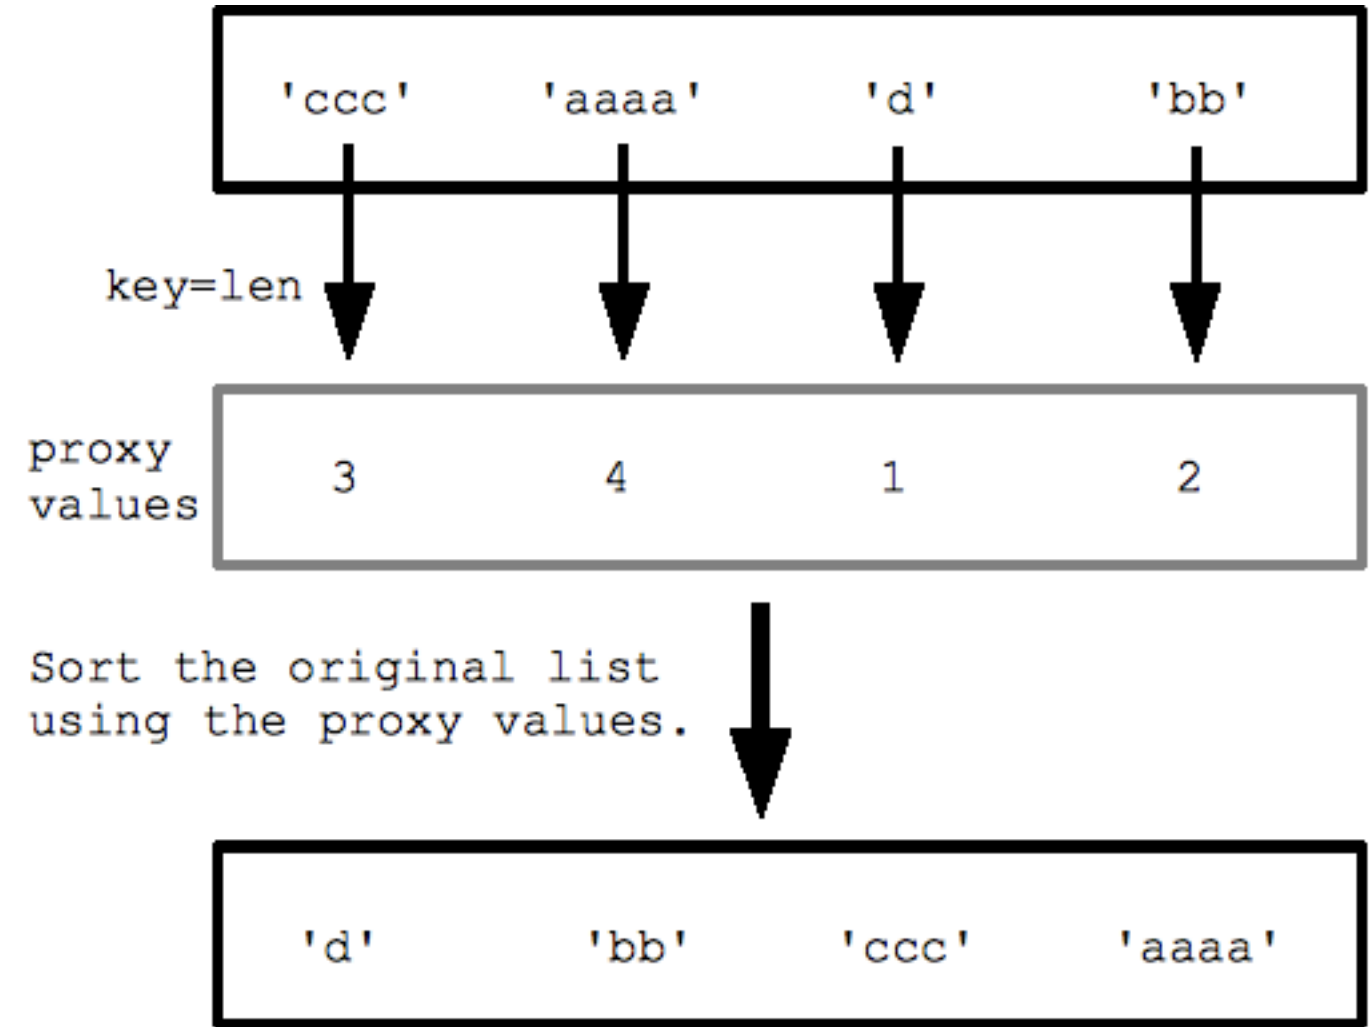 'ccc' 'aaaa' 'd' 'bb'
key=len
proxy
values
3 4 1 2
Sort the original list
using the proxy values.
'd' 'bb' 'ccc' 'aaaa'